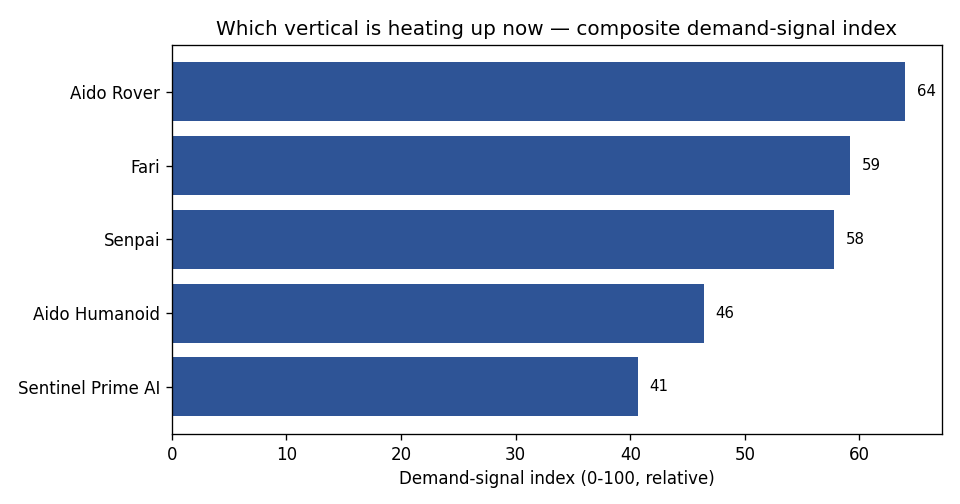 Which vertical is heating up now — composite demand-signal index
Aido Rover
64
Fari
59
Senpai
58
Aido Humanoid
46
Sentinel Prime AI
41
0 10 20 30 40 50 60
Demand-signal index (0-100, relative)